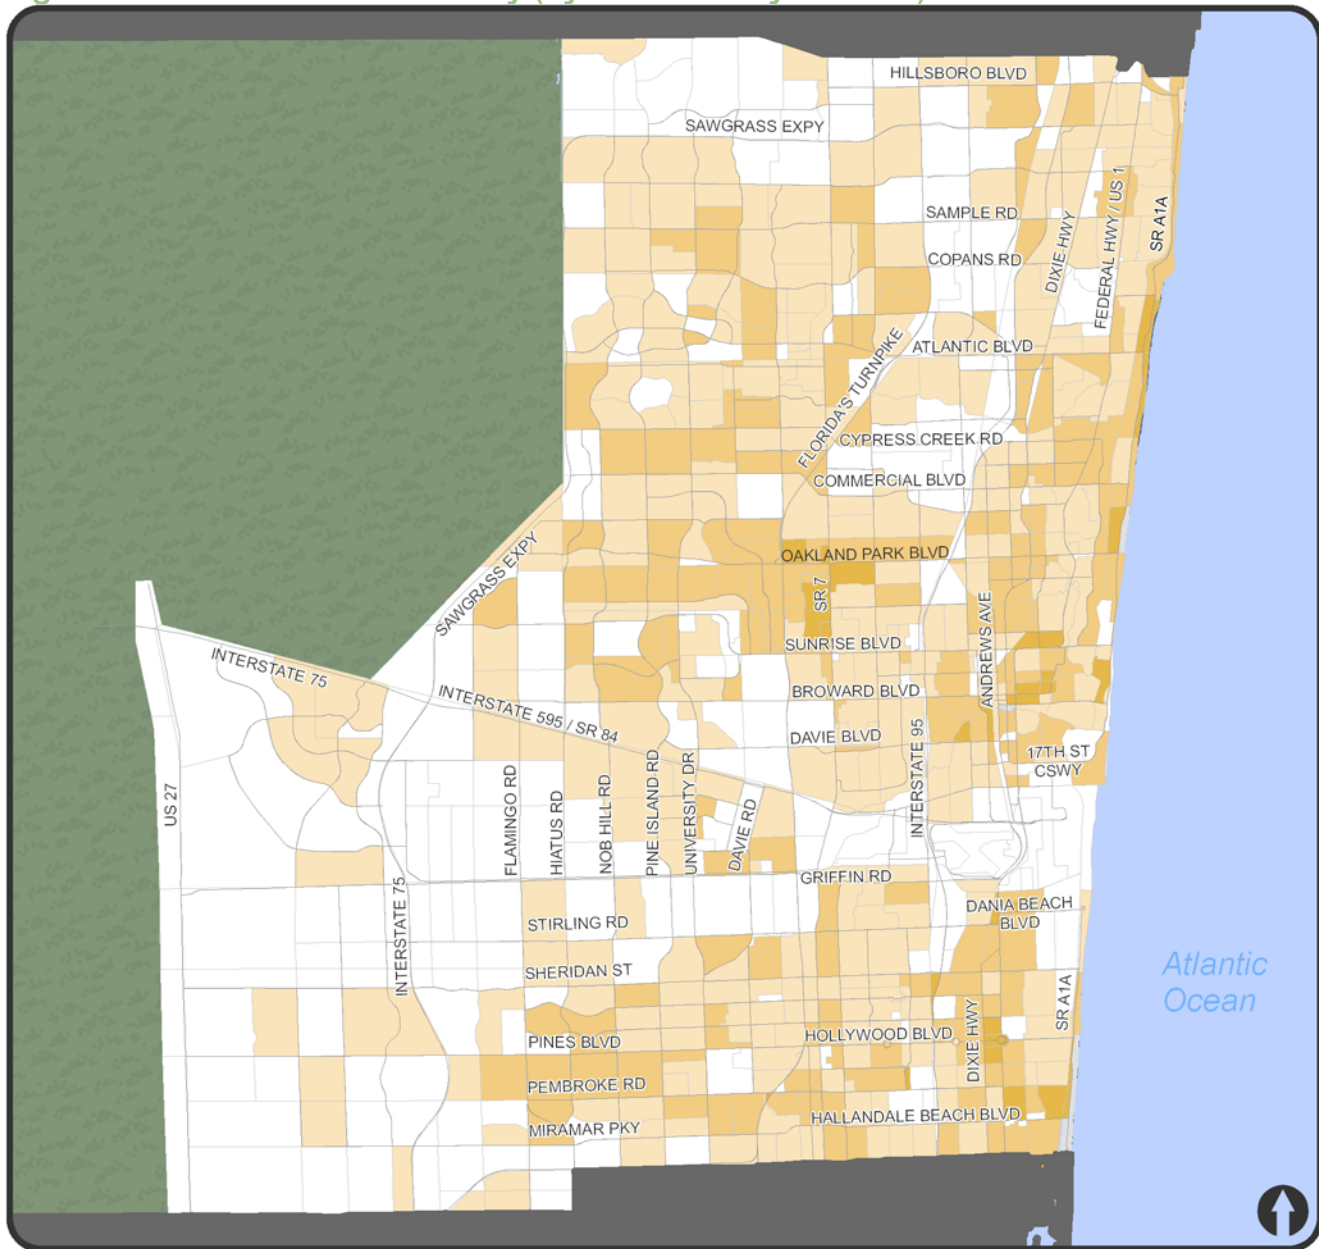 HILLSBORO BLVD
SAWGRASS EXPY
SAMPLE RD
COPANS RD
DIXIE HWY
FEDERAL HWY / US 1
SR A1A
ATLANTIC BLVD
FLORIDA'S TURNPIKE
CYPRESS CREEK RD
COMMERCIAL BLVD
OAKLAND PARK BLVD
SAWGRASS EXPY
SR 7
ANDREWS AVE
SUNRISE BLVD
INTERSTATE 75
INTERSTATE 595 / SR 84
BROWARD BLVD
DAVIE BLVD
INTERSTATE 95
17TH ST
CSWY
US 27
FLAMINGO RD
HIATUS RD
NOB HILL RD
PINE ISLAND RD
UNIVERSITY DR
DAVIE RD
GRIFFIN RD
INTERSTATE 75
STIRLING RD
DANIA BEACH
BLVD
SHERIDAN ST
Atlantic
Ocean
SR A1A
PINES BLVD
HOLLYWOOD BLVD
DIXIE HWY
PEMBROKE RD
HALLANDALE BEACH BLVD
MIRAMAR PKY